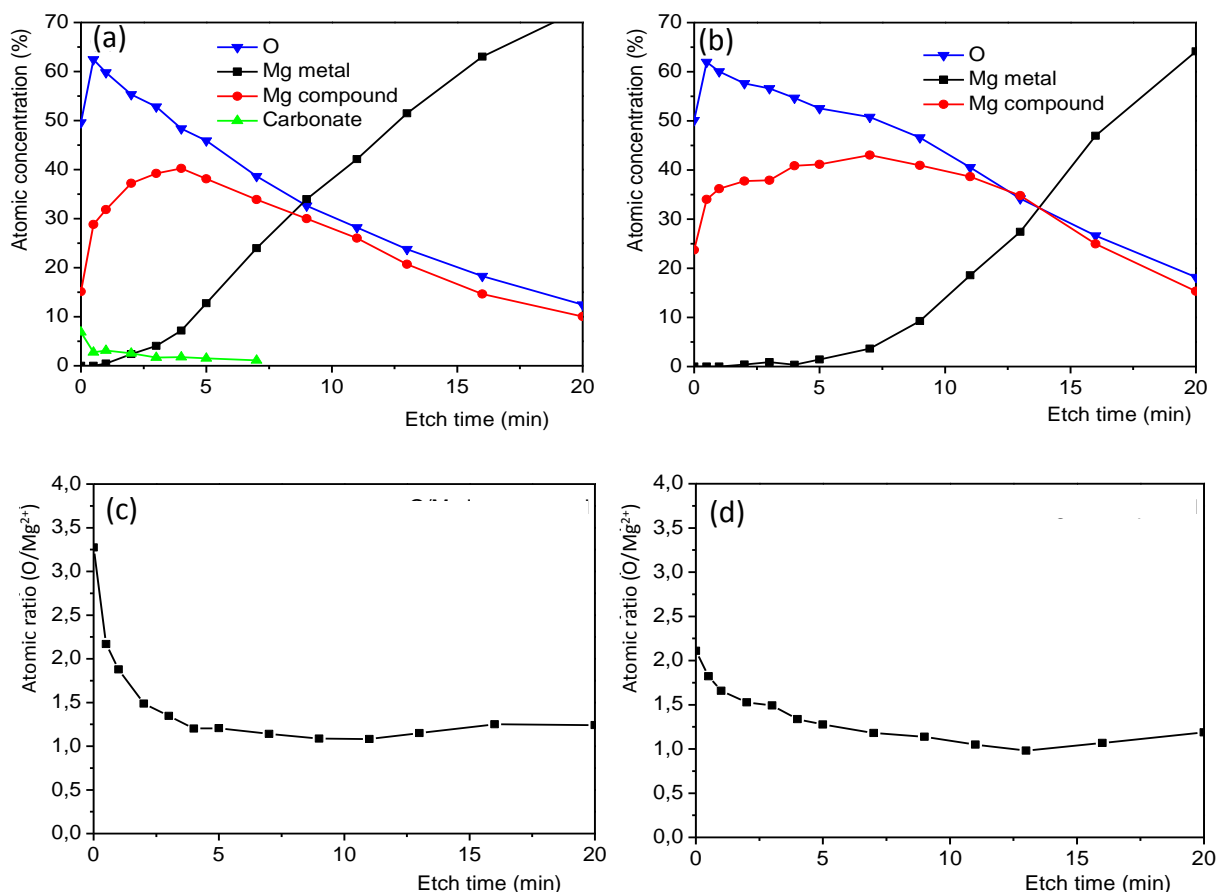 (a)
O
Mg metal
Mg compound
Carbonate
Atomic concentration (%)
70
60
50
40
30
20
10
0
0 5 10 15 20
Etch time (min)
(b)
O
Mg metal
Mg compound
Atomic concentration (%)
70
60
50
40
30
20
10
0
0 5 10 15 20
Etch time (min)
(c)
Atomic ratio (O/Mg²⁺)
4,0
3,5
3,0
2,5
2,0
1,5
1,0
0,5
0,0
0 5 10 15 20
Etch time (min)
(d)
Atomic ratio (O/Mg²⁺)
4,0
3,5
3,0
2,5
2,0
1,5
1,0
0,5
0,0
0 5 10 15 20
Etch time (min)